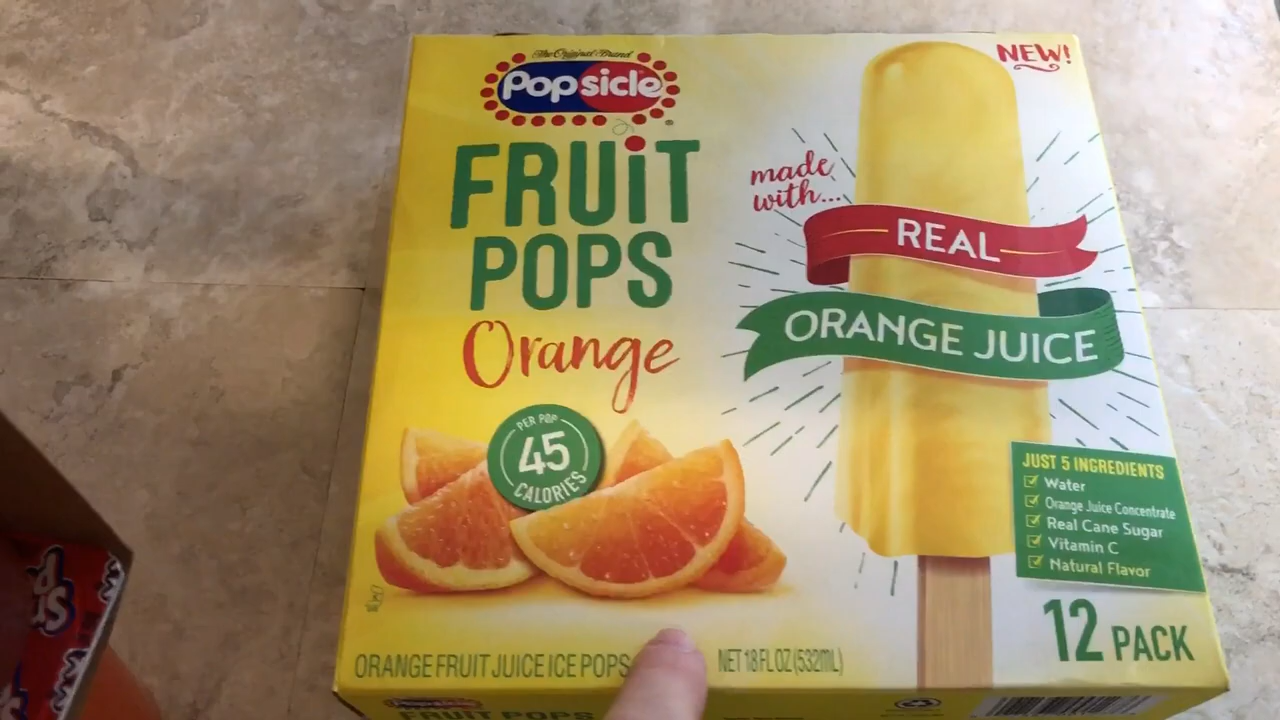 The Original Brand
Popsicle
®
NEW!
FRUiT
POPS
Orange
made
with...
REAL
ORANGE JUICE
PER POP
45
CALORIES
JUST 5 INGREDIENTS
Water
Orange Juice Concentrate
Real Cane Sugar
Vitamin C
Natural Flavor
12 PACK
ORANGE FRUIT JUICE ICE POPS
NET 18 FL OZ (532mL)
Popsicle
FRUIT POPS